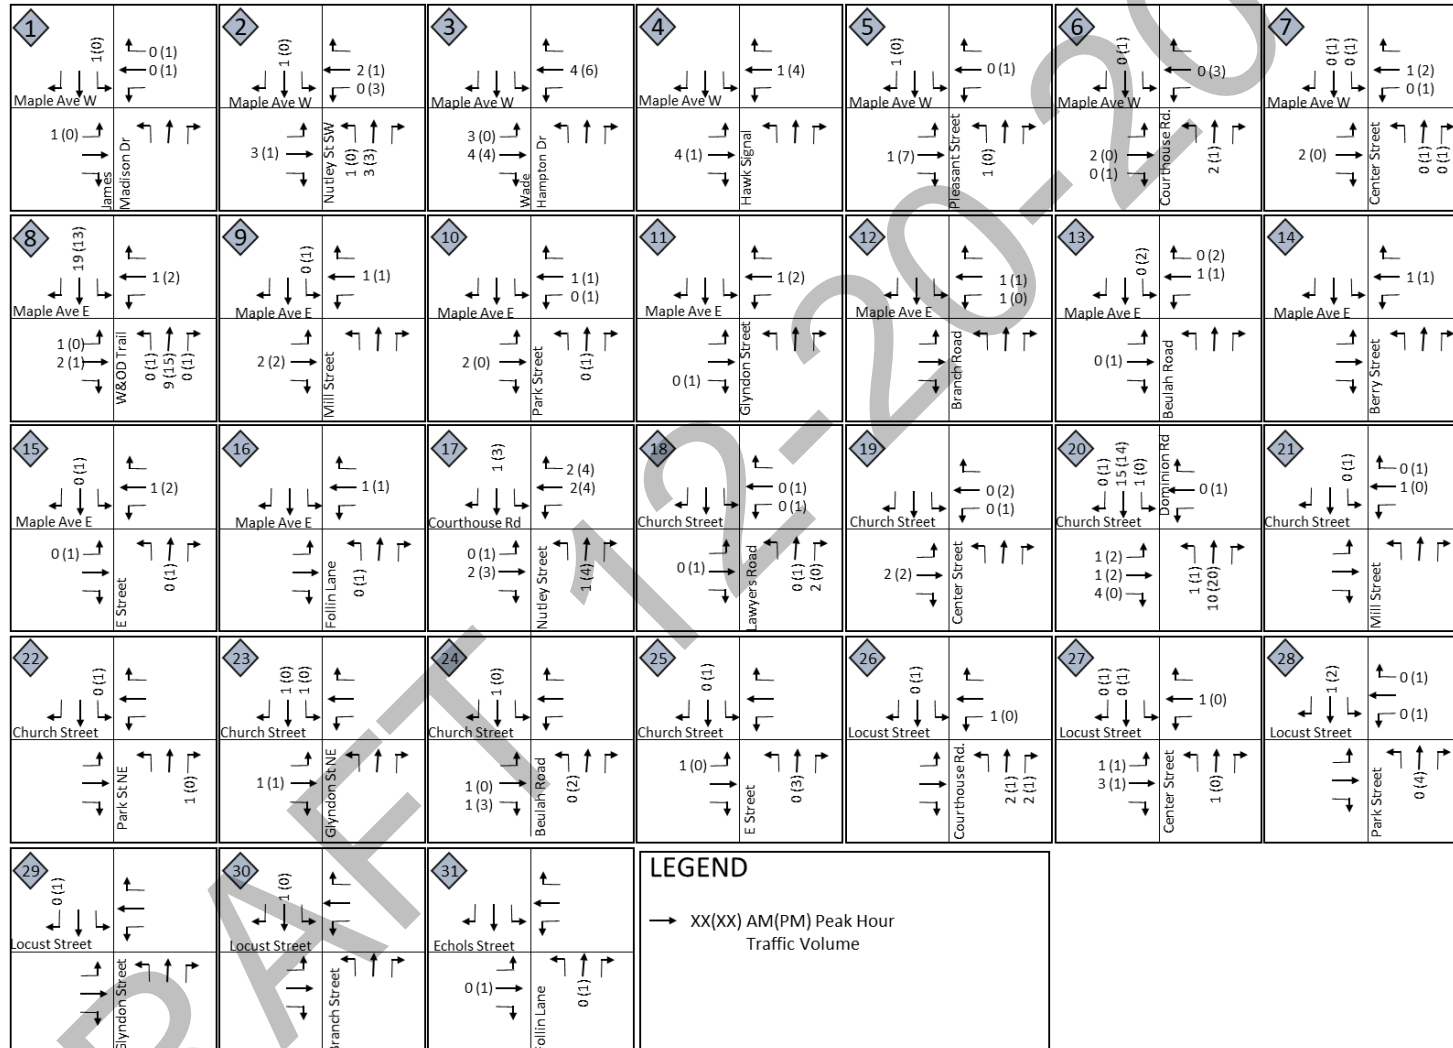 1
1 (0)
0 (1)
0 (1)
Maple Ave W
1 (0)
James
Madison Dr
2
1 (0)
2 (1)
0 (3)
Maple Ave W
3 (1)
Nutley St SW
1 (0)
3 (3)
3
4 (6)
Maple Ave W
3 (0)
4 (4)
Wade
Hampton Dr
4
1 (4)
Maple Ave W
4 (1)
Hawk Signal
5
1 (0)
0 (1)
Maple Ave W
1 (7)
Pleasant Street
1 (0)
6
0 (1)
0 (3)
Maple Ave W
2 (0)
0 (1)
Courthouse Rd.
2 (1)
7
0 (1)
0 (1)
1 (2)
0 (1)
Maple Ave W
2 (0)
Center Street
0 (1)
0 (1)
8
19 (13)
1 (2)
Maple Ave E
1 (0)
2 (1)
W&OD Trail
0 (1)
9 (15)
0 (1)
9
0 (1)
1 (1)
Maple Ave E
2 (2)
Mill Street
10
1 (1)
0 (1)
Maple Ave E
2 (0)
Park Street
0 (1)
11
1 (2)
Maple Ave E
0 (1)
Glyndon Street
12
1 (1)
1 (0)
Maple Ave E
Branch Road
13
0 (2)
0 (2)
1 (1)
Maple Ave E
0 (1)
Beulah Road
14
1 (1)
Maple Ave E
Berry Street
15
0 (1)
1 (2)
Maple Ave E
0 (1)
E Street
0 (1)
16
1 (1)
Maple Ave E
Follin Lane
0 (1)
17
1 (3)
2 (4)
2 (4)
Courthouse Rd
0 (1)
2 (3)
Nutley Street
1 (4)
18
0 (1)
0 (1)
Church Street
0 (1)
Lawyers Road
0 (1)
2 (0)
19
0 (2)
0 (1)
Church Street
2 (2)
Center Street
20
0 (1)
15 (14)
1 (0)
Dominion Rd
0 (1)
Church Street
1 (2)
1 (2)
4 (0)
1 (1)
10 (20)
21
0 (1)
0 (1)
1 (0)
Church Street
Mill Street
22
0 (1)
Church Street
Park St NE
1 (0)
23
1 (0)
1 (0)
Church Street
1 (1)
Glyndon St NE
24
1 (0)
Church Street
1 (0)
1 (3)
Beulah Road
0 (2)
25
0 (1)
Church Street
1 (0)
E Street
0 (3)
26
0 (1)
1 (0)
Locust Street
Courthouse Rd.
2 (1)
2 (1)
27
0 (1)
0 (1)
1 (0)
Locust Street
1 (1)
3 (1)
Center Street
1 (0)
28
1 (2)
0 (1)
0 (1)
Locust Street
Park Street
0 (4)
29
0 (1)
Locust Street
Glyndon Street
30
1 (0)
Locust Street
Branch Street
31
Echols Street
0 (1)
Follin Lane
0 (1)
LEGEND
XX(XX) AM(PM) Peak Hour
Traffic Volume
RAFT 12-20-20